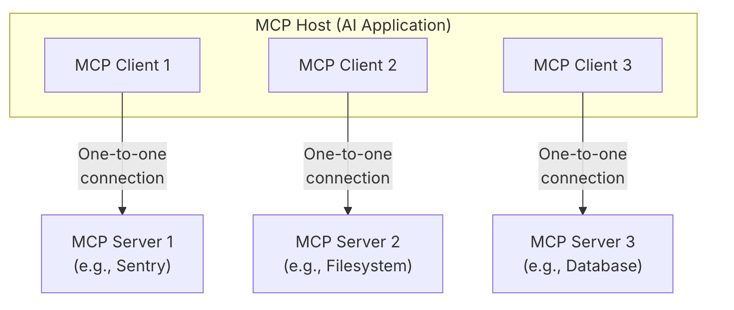 MCP Host (AI Application)
MCP Client 1
MCP Client 2
MCP Client 3
One-to-one
connection
One-to-one
connection
One-to-one
connection
MCP Server 1
(e.g., Sentry)
MCP Server 2
(e.g., Filesystem)
MCP Server 3
(e.g., Database)